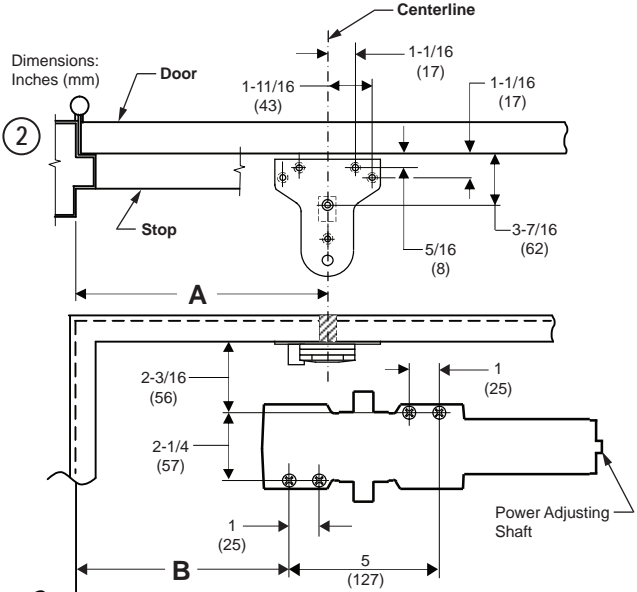 Centerline
Dimensions:
Inches (mm)
Door
1-1/16
(17)
1-11/16
(43)
1-1/16
(17)
2
Stop
5/16
(8)
3-7/16
(62)
A
2-3/16
(56)
1
(25)
2-1/4
(57)
Power Adjusting
Shaft
1
(25)
B
5
(127)